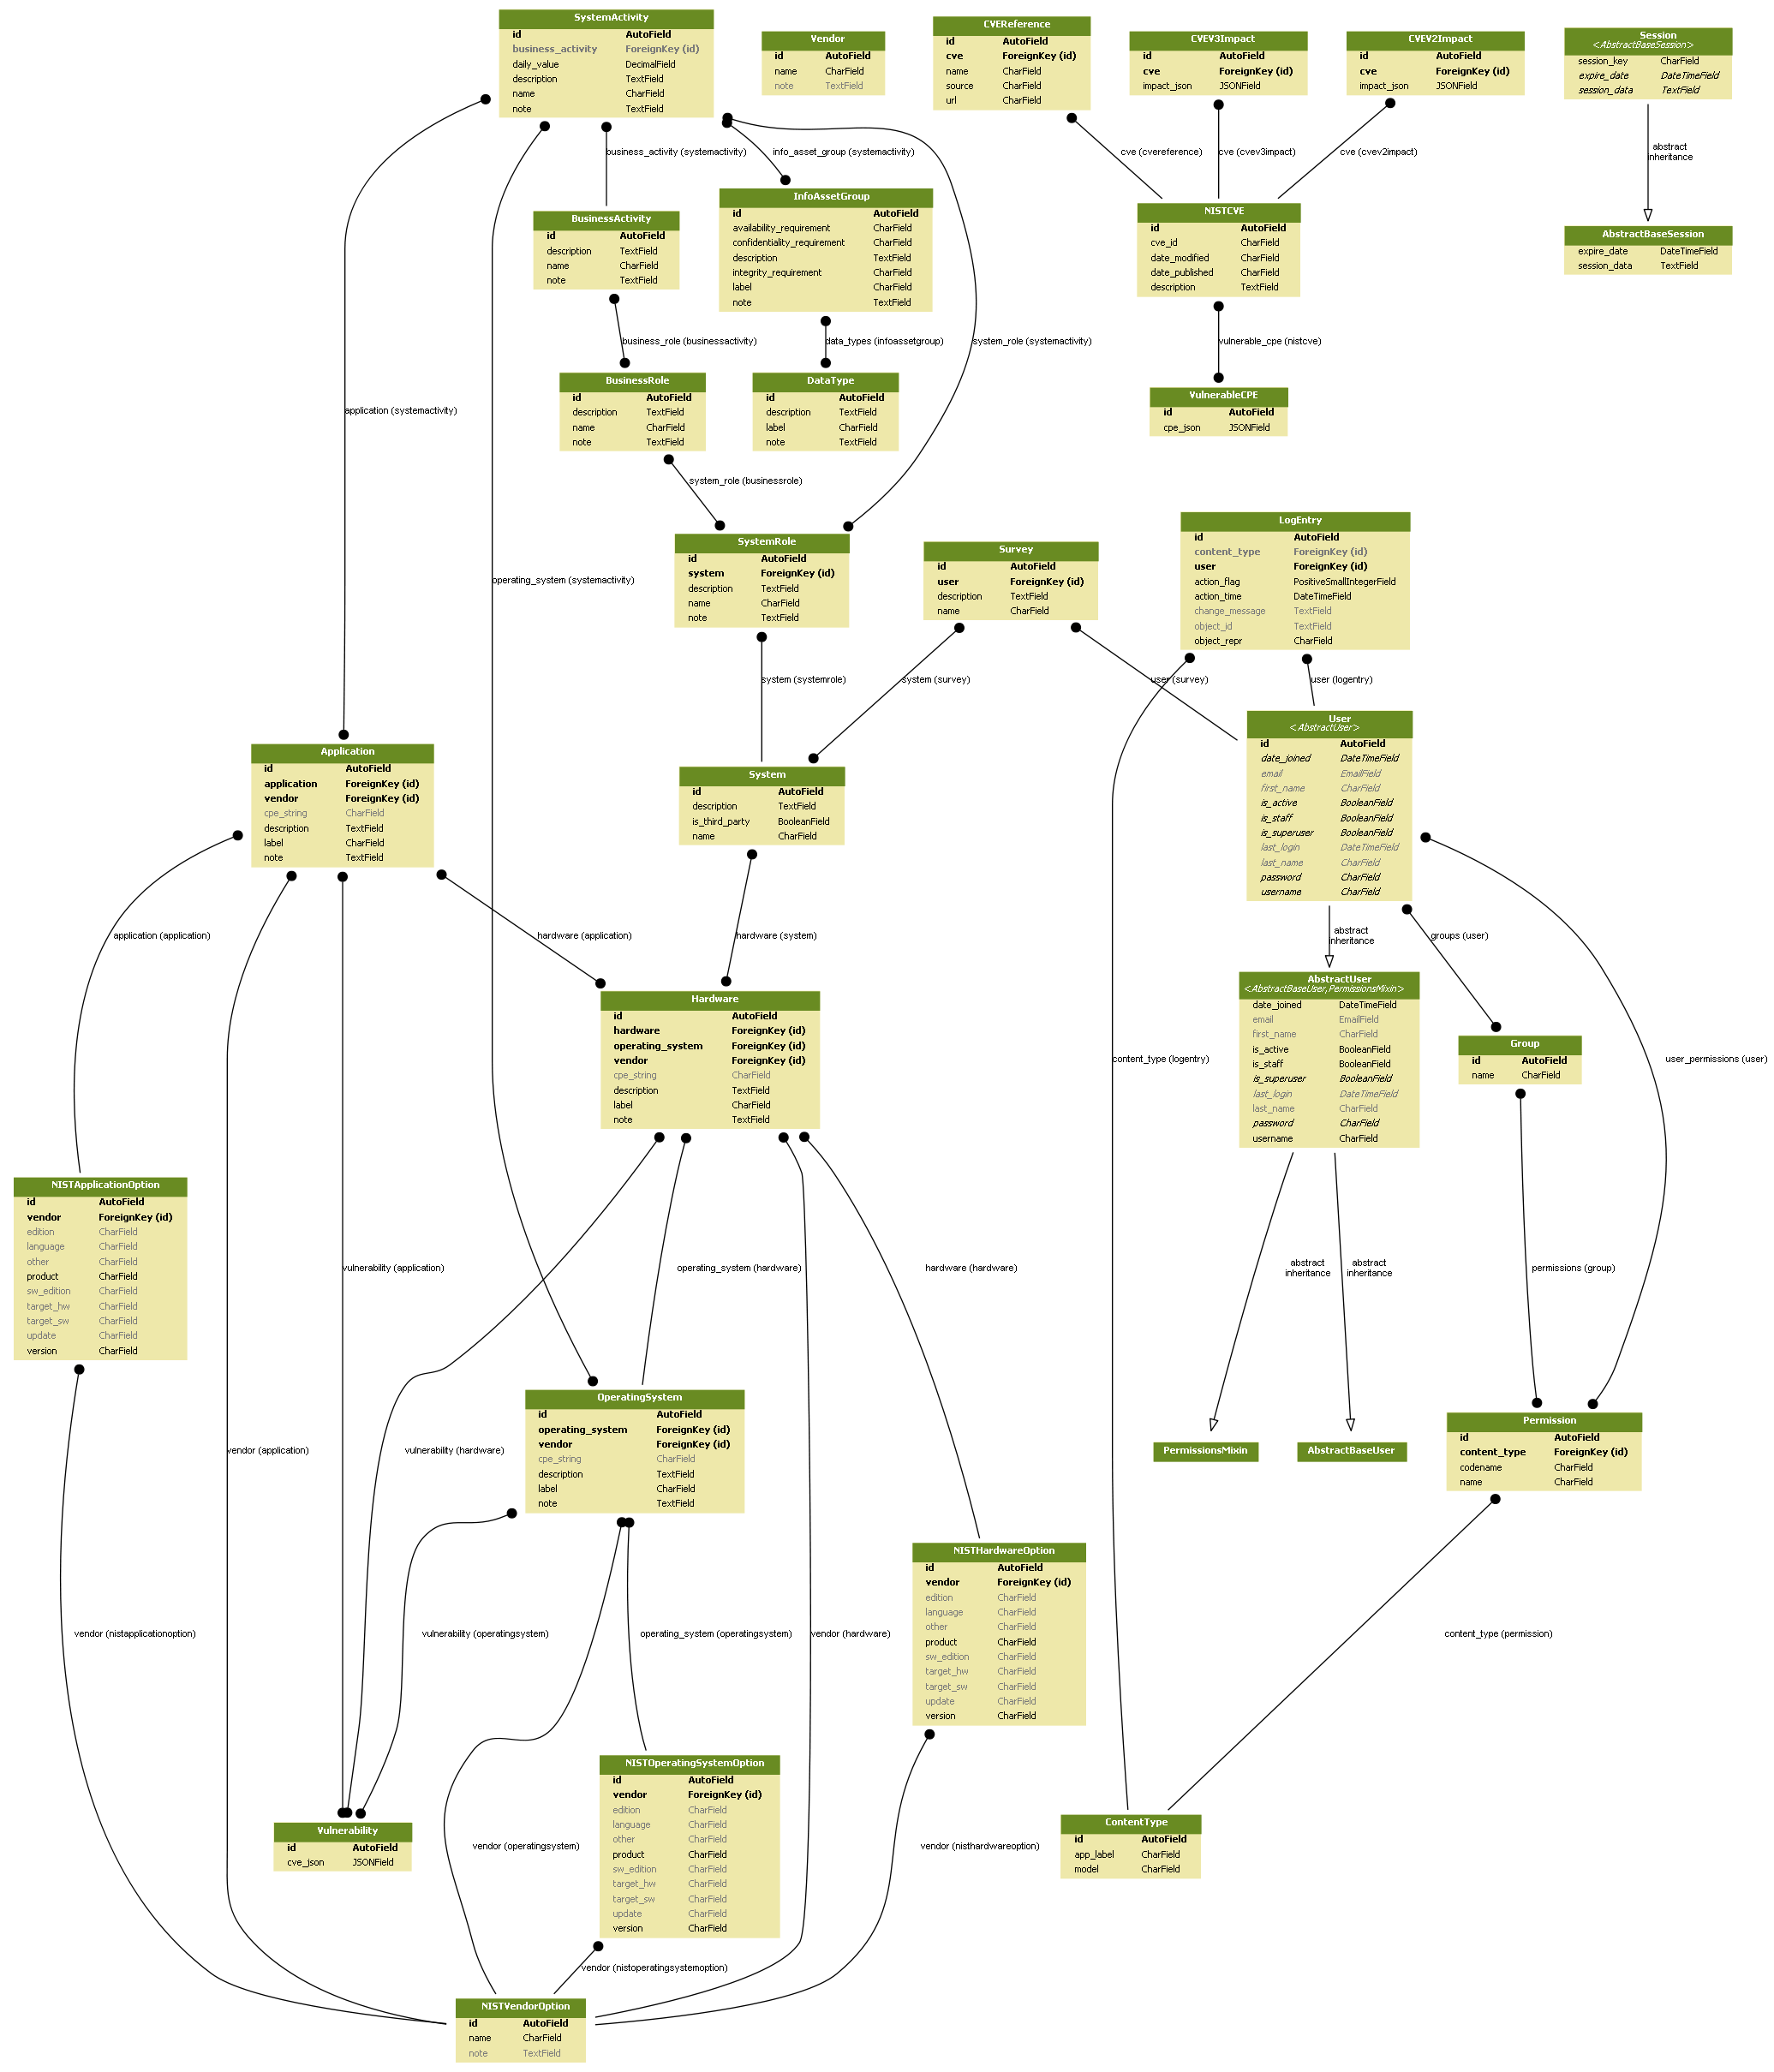 SystemActivity
id AutoField
business_activity ForeignKey (id)
daily_value DecimalField
description TextField
name CharField
note TextField
Vendor
id AutoField
name CharField
note TextField
CVEReference
id AutoField
cve ForeignKey (id)
name CharField
source CharField
url CharField
CVEV3Impact
id AutoField
cve ForeignKey (id)
impact_json JSONField
CVEV2Impact
id AutoField
cve ForeignKey (id)
impact_json JSONField
Session
<AbstractBaseSession>
session_key CharField
expire_date DateTimeField
session_data TextField
business_activity (systemactivity)
info_asset_group (systemactivity)
cve (cvereference)
cve (cvev3impact)
cve (cvev2impact)
abstract
inheritance
BusinessActivity
id AutoField
description TextField
name CharField
note TextField
InfoAssetGroup
id AutoField
availability_requirement CharField
confidentiality_requirement CharField
description TextField
integrity_requirement CharField
label CharField
note TextField
NISTCVE
id AutoField
cve_id CharField
date_modified CharField
date_published CharField
description TextField
AbstractBaseSession
expire_date DateTimeField
session_data TextField
business_role (businessactivity)
data_types (infoassetgroup)
system_role (systemactivity)
vulnerable_cpe (nistcve)
application (systemactivity)
BusinessRole
id AutoField
description TextField
name CharField
note TextField
DataType
id AutoField
description TextField
label CharField
note TextField
VulnerableCPE
id AutoField
cpe_json JSONField
system_role (businessrole)
operating_system (systemactivity)
SystemRole
id AutoField
system ForeignKey (id)
description TextField
name CharField
note TextField
Survey
id AutoField
user ForeignKey (id)
description TextField
name CharField
LogEntry
id AutoField
content_type ForeignKey (id)
user ForeignKey (id)
action_flag PositiveSmallIntegerField
action_time DateTimeField
change_message TextField
object_id TextField
object_repr CharField
system (systemrole)
system (survey)
user (survey)
user (logentry)
Application
id AutoField
application ForeignKey (id)
vendor ForeignKey (id)
cpe_string CharField
description TextField
label CharField
note TextField
System
id AutoField
description TextField
is_third_party BooleanField
name CharField
User
<AbstractUser>
id AutoField
date_joined DateTimeField
email EmailField
first_name CharField
is_active BooleanField
is_staff BooleanField
is_superuser BooleanField
last_login DateTimeField
last_name CharField
password CharField
username CharField
application (application)
hardware (application)
hardware (system)
abstract
inheritance
groups (user)
Hardware
id AutoField
hardware ForeignKey (id)
operating_system ForeignKey (id)
vendor ForeignKey (id)
cpe_string CharField
description TextField
label CharField
note TextField
AbstractUser
<AbstractBaseUser,PermissionsMixin>
date_joined DateTimeField
email EmailField
first_name CharField
is_active BooleanField
is_staff BooleanField
is_superuser BooleanField
last_login DateTimeField
last_name CharField
password CharField
username CharField
Group
id AutoField
name CharField
content_type (logentry)
user_permissions (user)
NISTApplicationOption
id AutoField
vendor ForeignKey (id)
edition CharField
language CharField
other CharField
product CharField
sw_edition CharField
target_hw CharField
target_sw CharField
update CharField
version CharField
vulnerability (application)
operating_system (hardware)
hardware (hardware)
abstract
inheritance
abstract
inheritance
permissions (group)
vendor (application)
vulnerability (hardware)
OperatingSystem
id AutoField
operating_system ForeignKey (id)
vendor ForeignKey (id)
cpe_string CharField
description TextField
label CharField
note TextField
PermissionsMixin
AbstractBaseUser
Permission
id AutoField
content_type ForeignKey (id)
codename CharField
name CharField
vendor (nistapplicationoption)
vulnerability (operatingsystem)
operating_system (operatingsystem)
vendor (hardware)
NISTHardwareOption
id AutoField
vendor ForeignKey (id)
edition CharField
language CharField
other CharField
product CharField
sw_edition CharField
target_hw CharField
target_sw CharField
update CharField
version CharField
content_type (permission)
Vulnerability
id AutoField
cve_json JSONField
vendor (operatingsystem)
NISTOperatingSystemOption
id AutoField
vendor ForeignKey (id)
edition CharField
language CharField
other CharField
product CharField
sw_edition CharField
target_hw CharField
target_sw CharField
update CharField
version CharField
vendor (nisthardwareoption)
ContentType
id AutoField
app_label CharField
model CharField
vendor (nistoperatingsystemoption)
NISTVendorOption
id AutoField
name CharField
note TextField